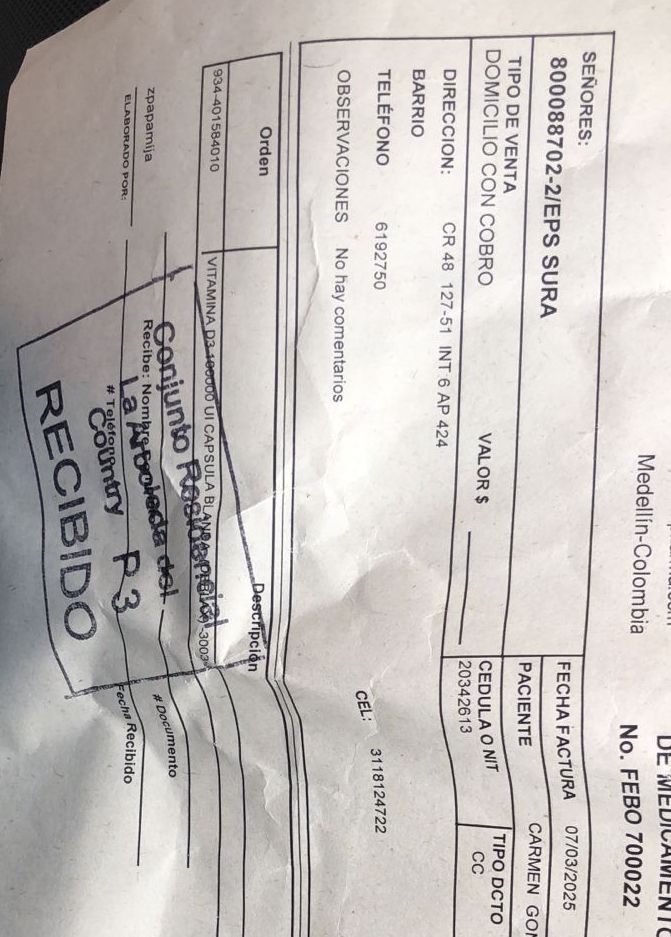 Medellín-Colombia
DE MEDICAMENT
No. FEBO 700022
SEÑORES:
800088702-2/EPS SURA
FECHA FACTURA 07/03/2025
TIPO DE VENTA
DOMICILIO CON COBRO
VALOR $
PACIENTE CARMEN GON
CEDULA O NIT
20342613
TIPO DCTO
CC
DIRECCION: CR 48 127-51 INT 6 AP 424
BARRIO
TELÉFONO 6192750
CEL: 3118124722
OBSERVACIONES No hay comentarios
Orden Descripción
934-401584010 VITAMINA D3 100000 UI CAPSULA BLANDA
zpapamija
ELABORADO POR:
Recibe: Nombre
# Documento
# Teléfono
Fecha Recibido
Conjunto Residencial
La Arboleda del
Country P3
RECIBIDO